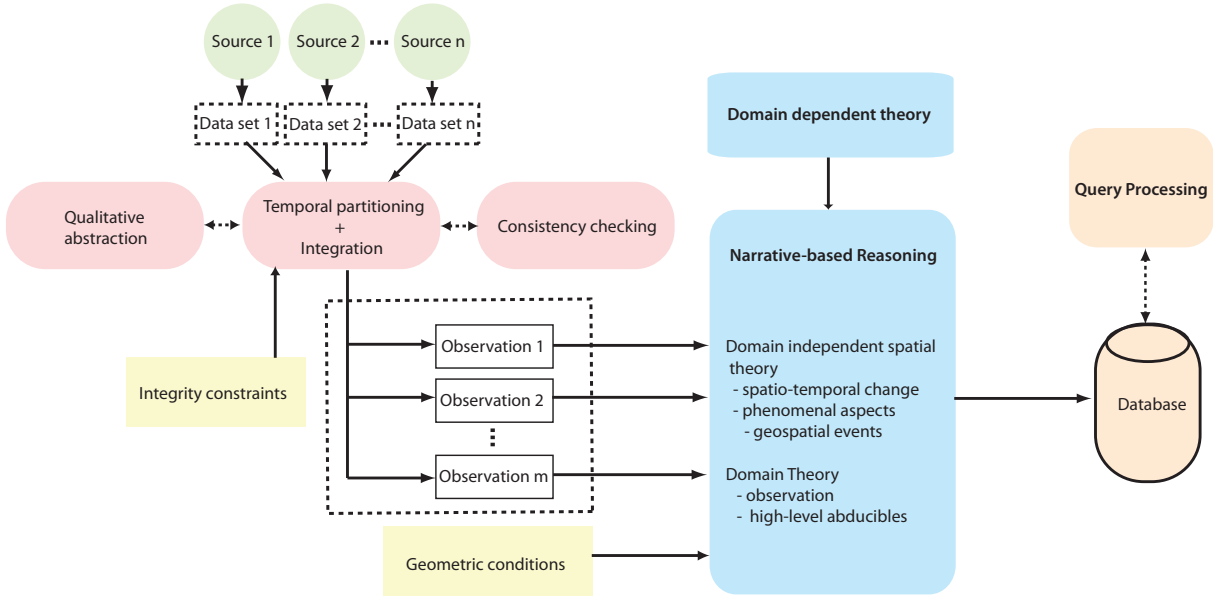 Source 1
Source 2
Source n
Data set 1
Data set 2
Data set n
Domain dependent theory
Query Processing
Qualitative
abstraction
Temporal partitioning
+
Integration
Consistency checking
Narrative-based Reasoning
Integrity constraints
Observation 1
Observation 2
Observation m
Domain independent spatial
theory
- spatio-temporal change
- phenomenal aspects
- geospatial events
Domain Theory
- observation
- high-level abducibles
Database
Geometric conditions